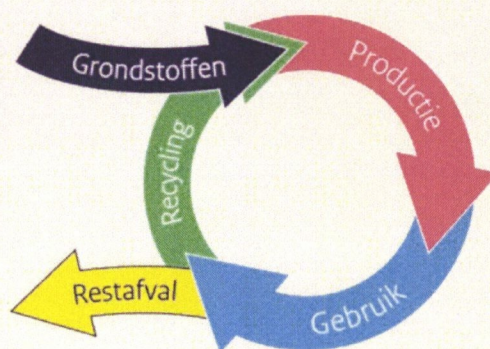 Grondstoffen
Productie
Gebruik
Recycling
Restafval